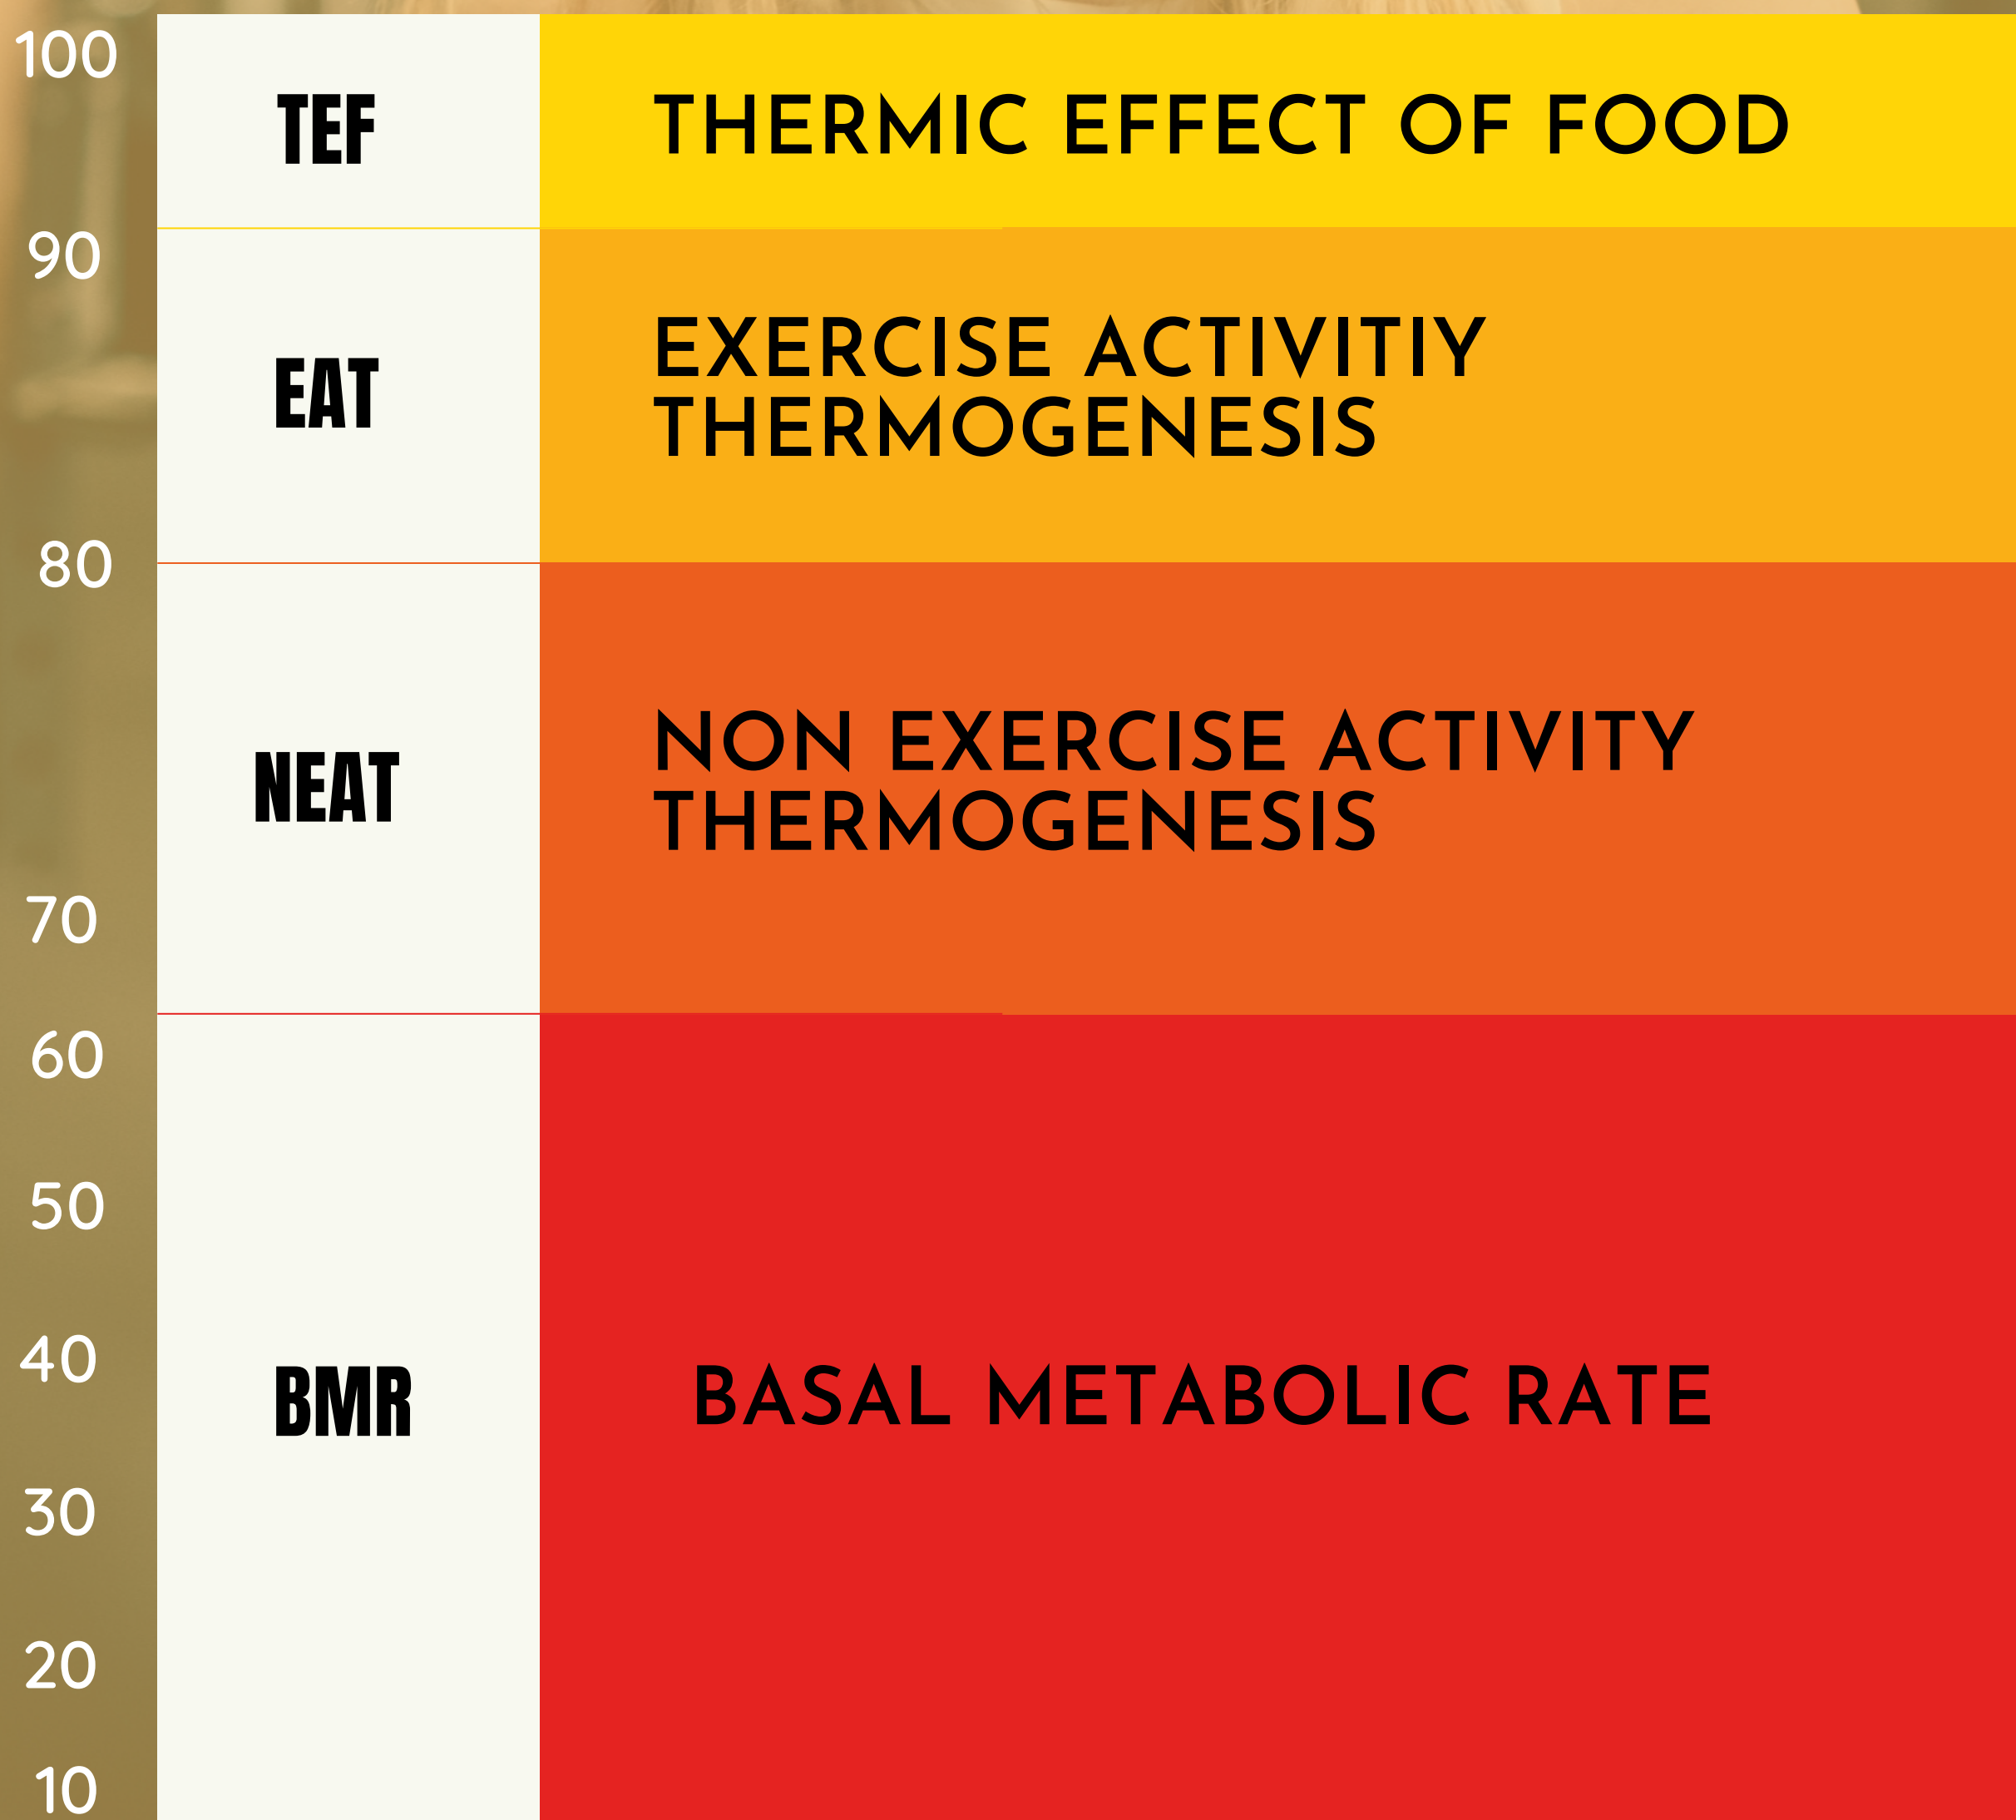 100
TEF
THERMIC EFFECT OF FOOD
90
EAT
EXERCISE ACTIVITIY
THERMOGENESIS
80
NEAT
NON EXERCISE ACTIVITY
THERMOGENESIS
70
60
50
40
BMR
BASAL METABOLIC RATE
30
20
10